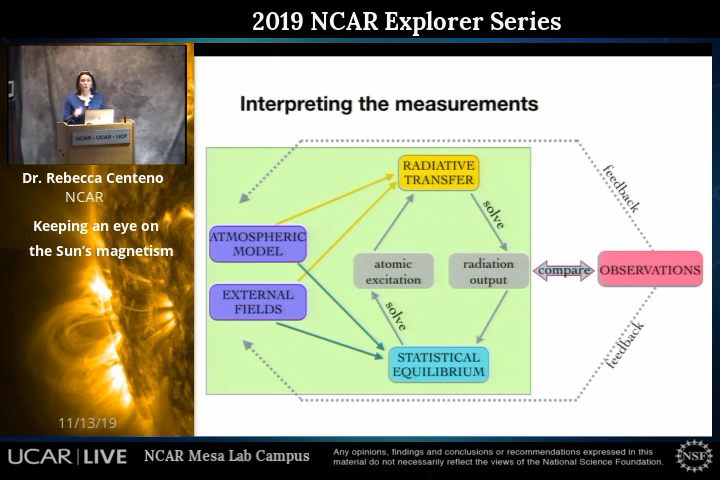 2019 NCAR Explorer Series
NCAR • UCAR • UCP
Dr. Rebecca Centeno
NCAR
Keeping an eye on
the Sun's magnetism
11/13/19
Interpreting the measurements
RADIATIVE
TRANSFER
feedback
solve
ATMOSPHERIC
MODEL
atomic
excitation
radiation
output
compare
OBSERVATIONS
EXTERNAL
FIELDS
solve
STATISTICAL
EQUILIBRIUM
feedback
UCAR | LIVE
NCAR Mesa Lab Campus
Any opinions, findings and conclusions or recommendations expressed in this
material do not necessarily reflect the views of the National Science Foundation.
NSF